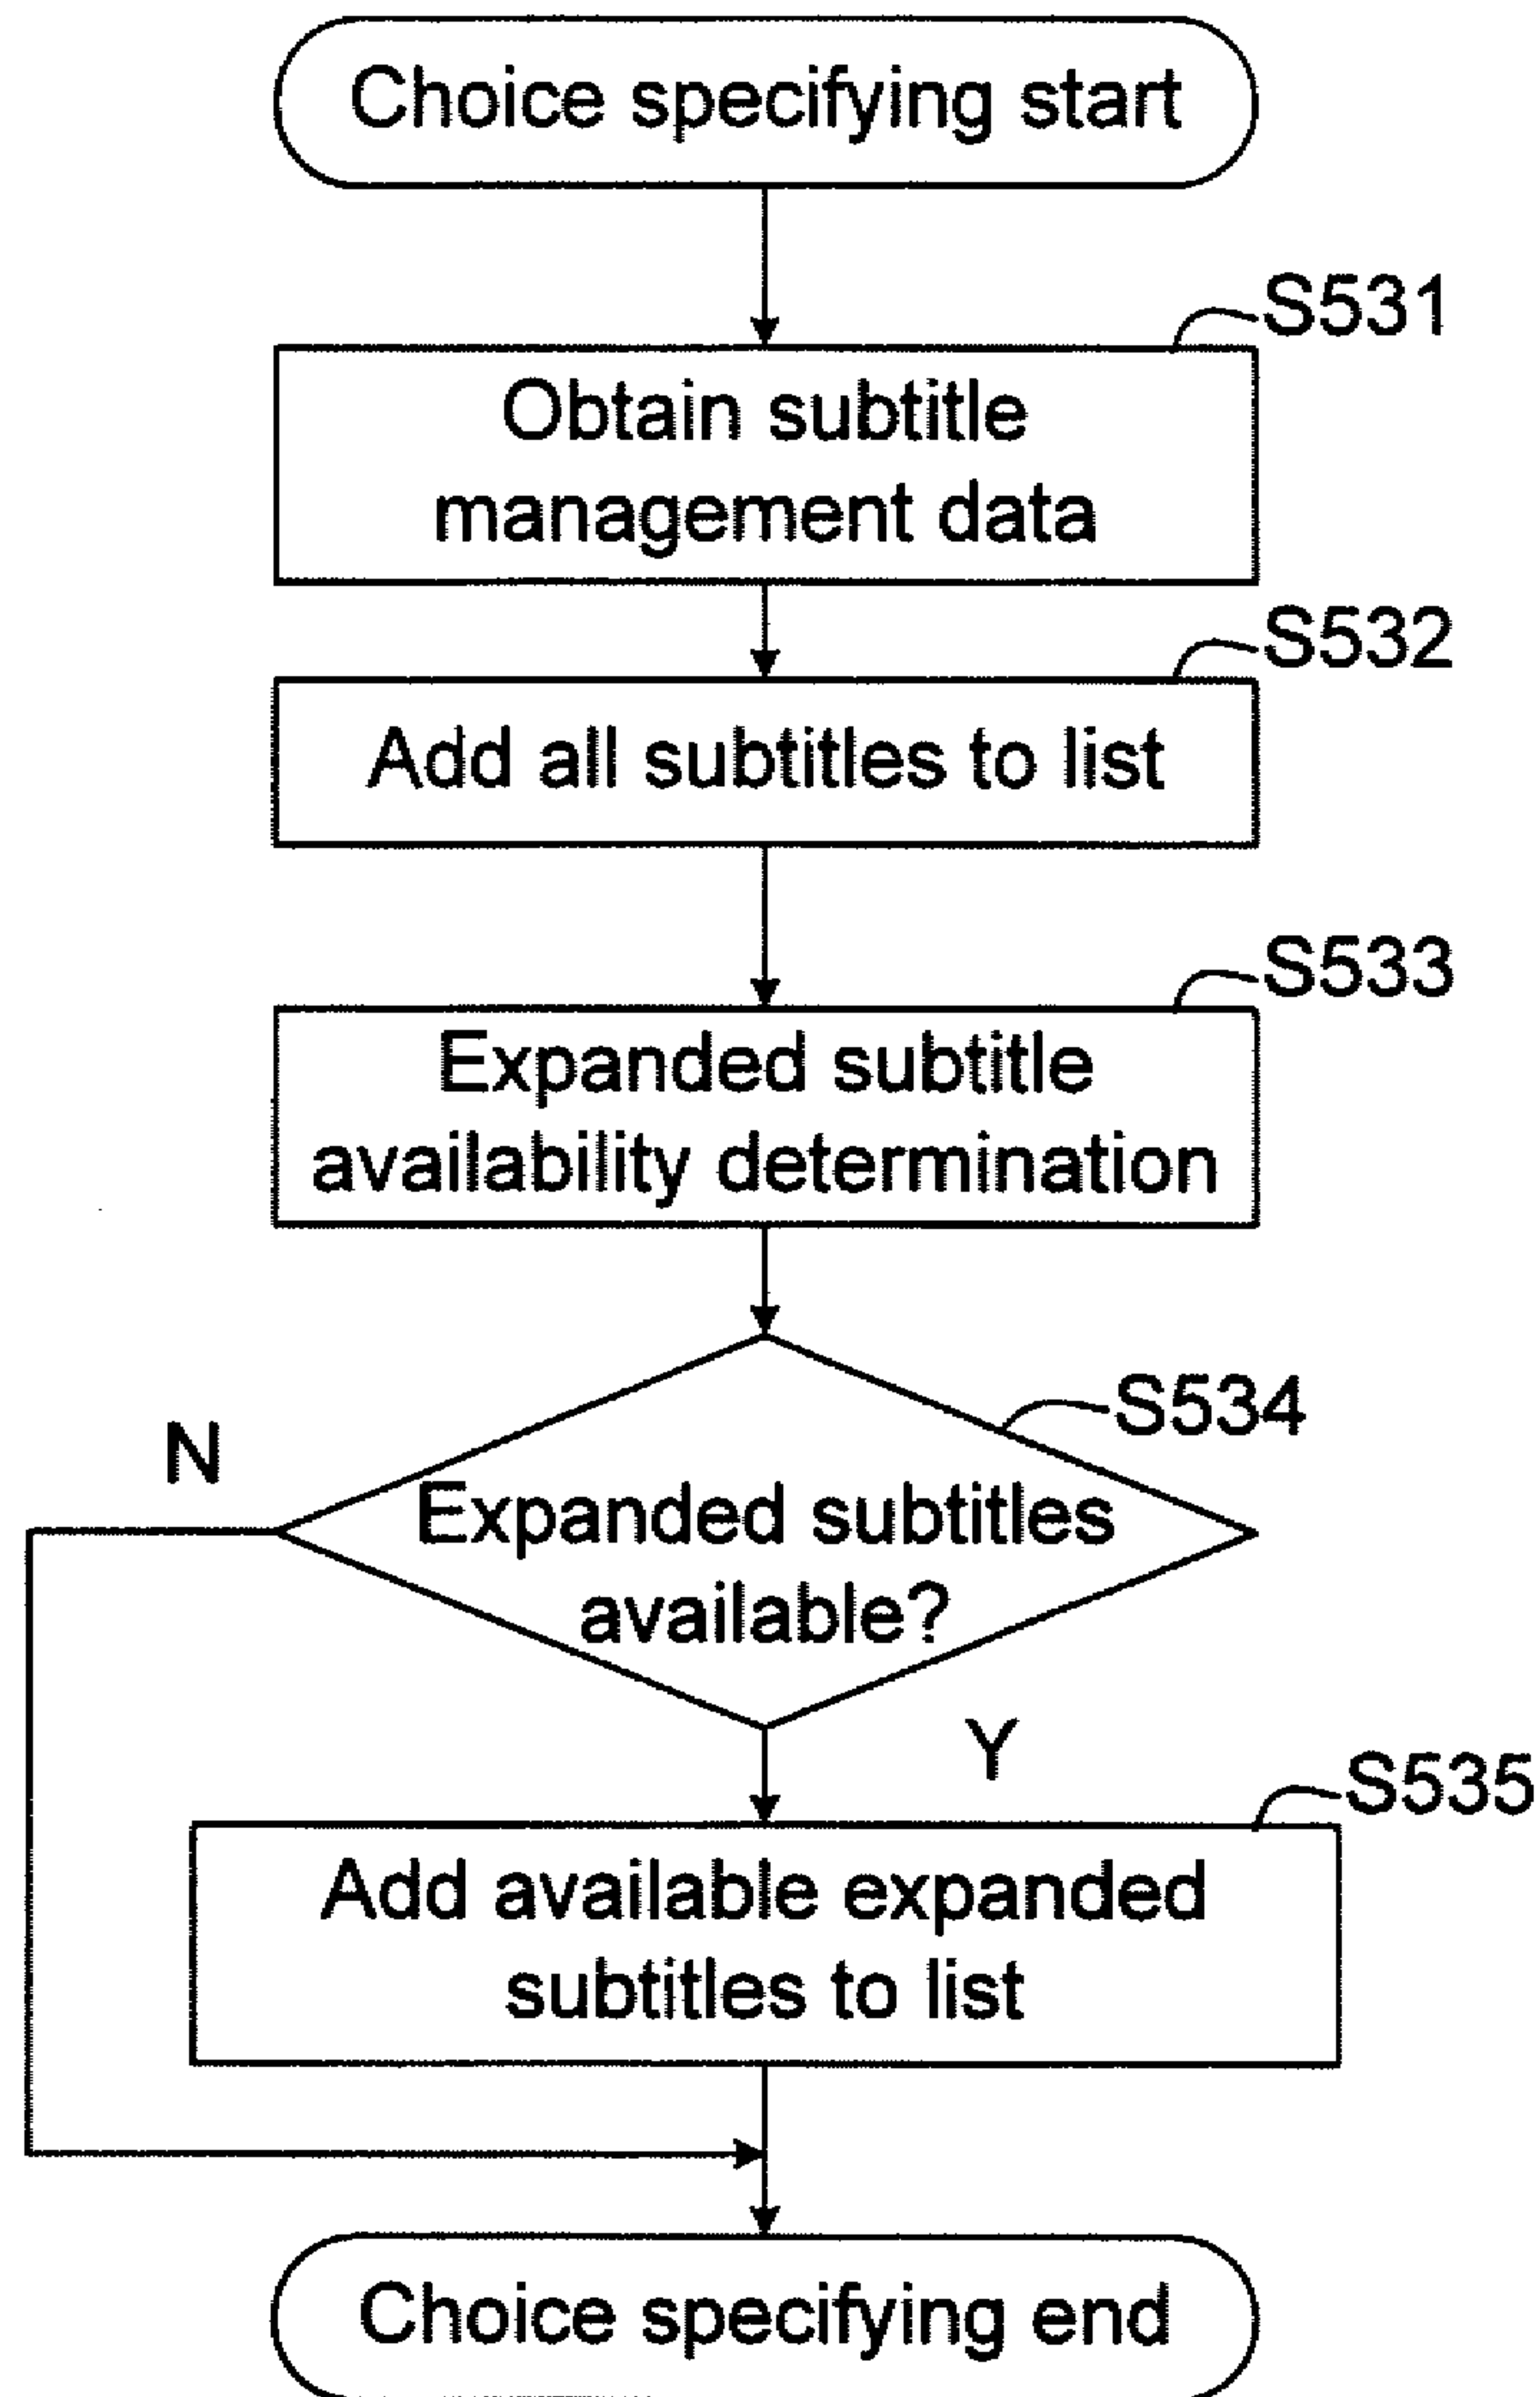 Choice specifying start
S531
Obtain subtitle
management data
S532
Add all subtitles to list
S533
Expanded subtitle
availability determination
S534
N
Expanded subtitles
available?
Y
S535
Add available expanded
subtitles to list
Choice specifying end